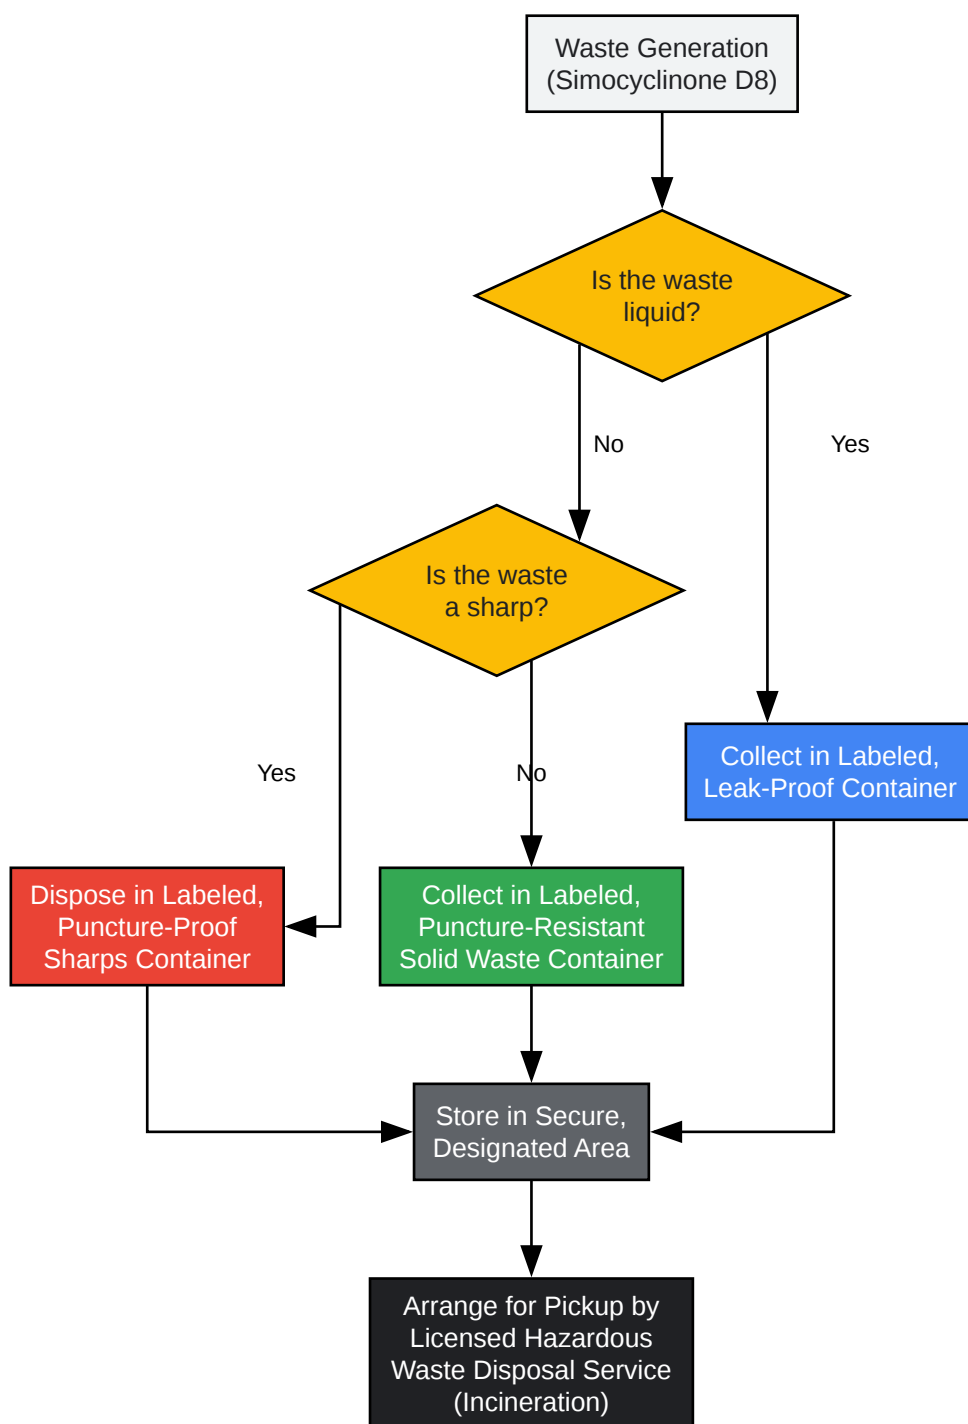 Waste Generation
(Simocyclinone D8)
Is the waste
liquid?
No
Yes
Is the waste
a sharp?
Yes
No
Collect in Labeled,
Leak-Proof Container
Dispose in Labeled,
Puncture-Proof
Sharps Container
Collect in Labeled,
Puncture-Resistant
Solid Waste Container
Store in Secure,
Designated Area
Arrange for Pickup by
Licensed Hazardous
Waste Disposal Service
(Incineration)